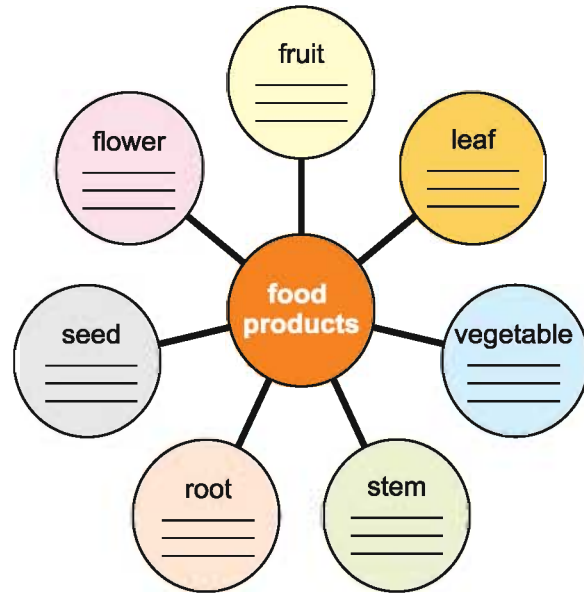 fruit
flower
leaf
food
products
seed
vegetable
root
stem